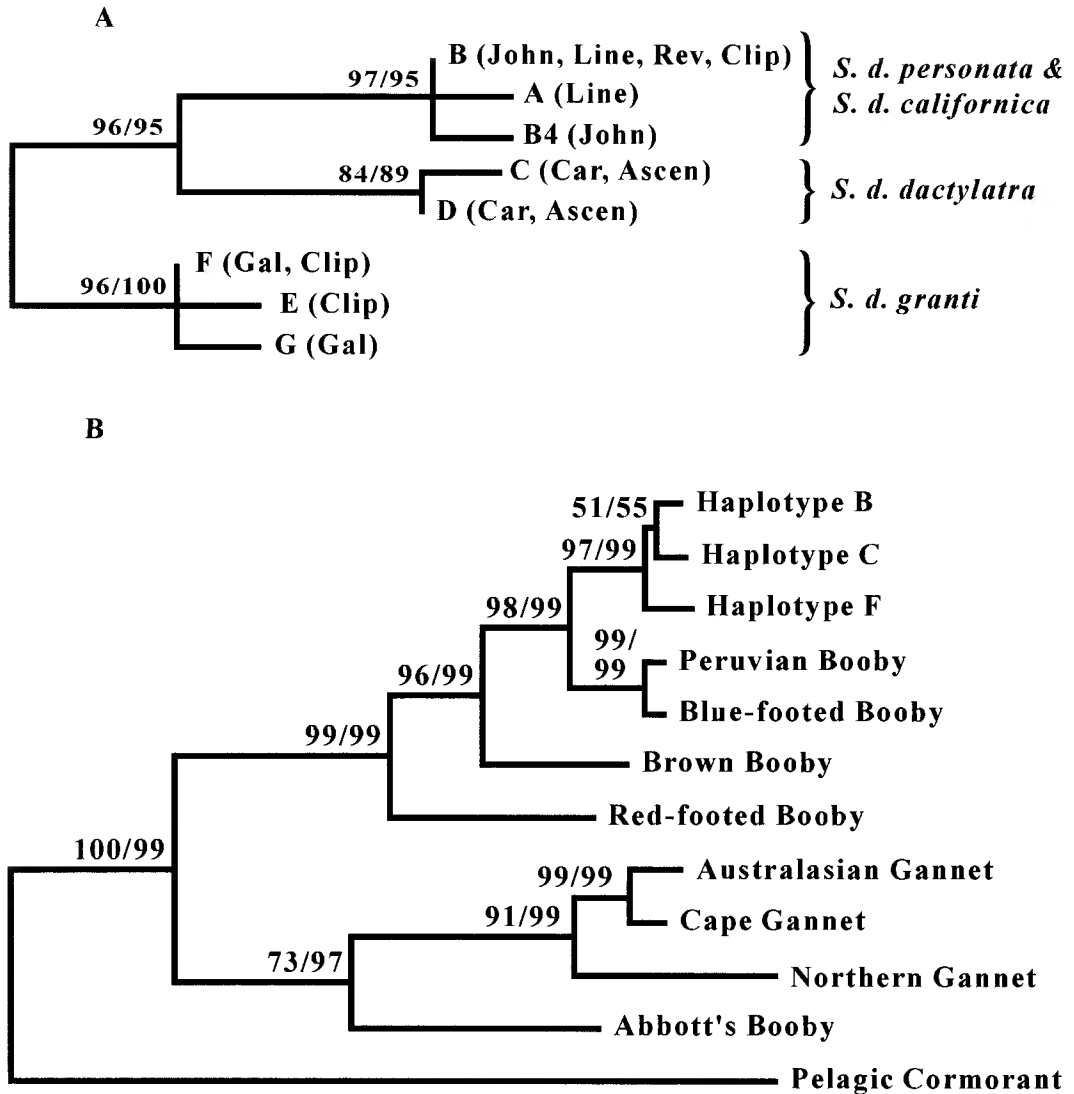 A
B (John, Line, Rev, Clip)
97/95
A (Line)
B4 (John)
S. d. personata &
S. d. californica
96/95
84/89
C (Car, Ascen)
D (Car, Ascen)
S. d. dactylatra
F (Gal, Clip)
96/100
E (Clip)
G (Gal)
S. d. granti
B
51/55
Haplotype B
97/99
Haplotype C
98/99
Haplotype F
99/
99
Peruvian Booby
96/99
Blue-footed Booby
99/99
Brown Booby
Red-footed Booby
100/99
99/99
Australasian Gannet
91/99
Cape Gannet
73/97
Northern Gannet
Abbott's Booby
Pelagic Cormorant